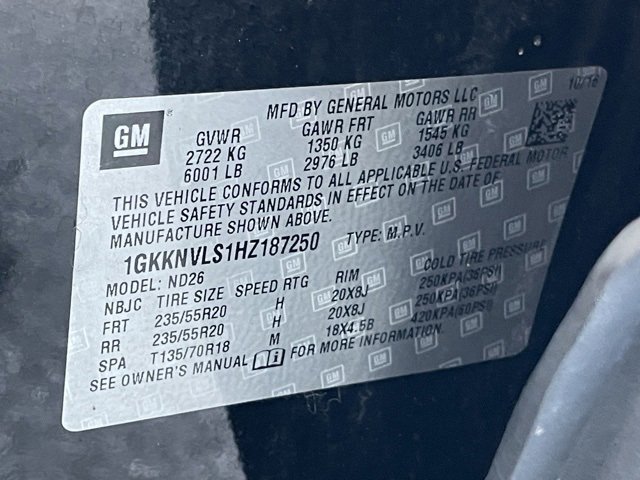 10/16
MFD BY GENERAL MOTORS LLC
GM
GVWR GAWR FRT GAWR RR
2722 KG 1350 KG 1545 KG
6001 LB 2976 LB 3406 LB
THIS VEHICLE CONFORMS TO ALL APPLICABLE U.S. FEDERAL MOTOR
VEHICLE SAFETY STANDARDS IN EFFECT ON THE DATE OF
MANUFACTURE SHOWN ABOVE.
1GKKNVLS1HZ187250 TYPE: M.P.V.
MODEL: ND26
NBJC TIRE SIZE SPEED RTG RIM COLD TIRE PRESSURE
FRT 235/55R20 H 20X8J 250KPA(36PSI)
RR 235/55R20 H 20X8J 250KPA(36PSI)
SPA T135/70R18 M 18X4.5B 420KPA(60PSI)
SEE OWNER'S MANUAL FOR MORE INFORMATION.